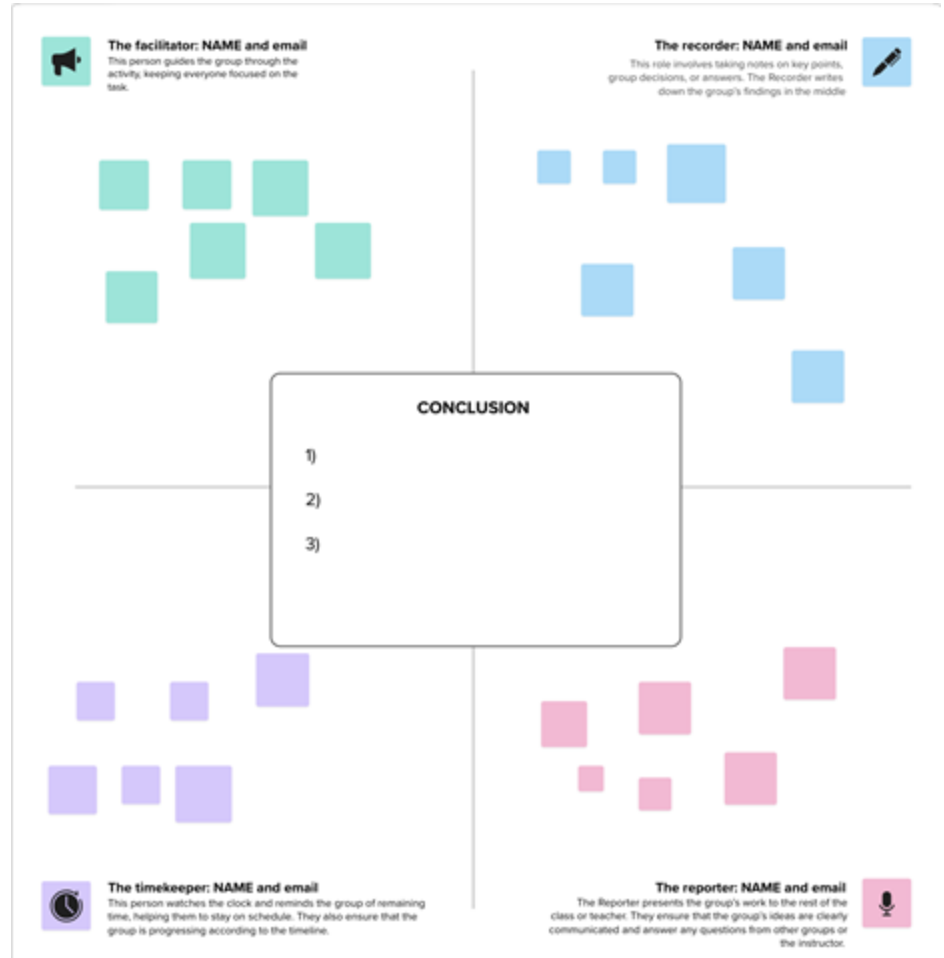 The facilitator: NAME and email
This person guides the group through the
activity, keeping everyone focused on the
task.
The recorder: NAME and email
This role involves taking notes on key points,
group decisions, or answers. The Recorder writes
down the group's findings in the middle
CONCLUSION
1)
2)
3)
The timekeeper: NAME and email
This person watches the clock and reminds the group of remaining
time, helping them to stay on schedule. They also ensure that the
group is progressing according to the timeline.
The reporter: NAME and email
The Reporter presents the group's work to the rest of the
class or teacher. They ensure that the group's ideas are clearly
communicated and answer any questions from other groups or
the instructor.